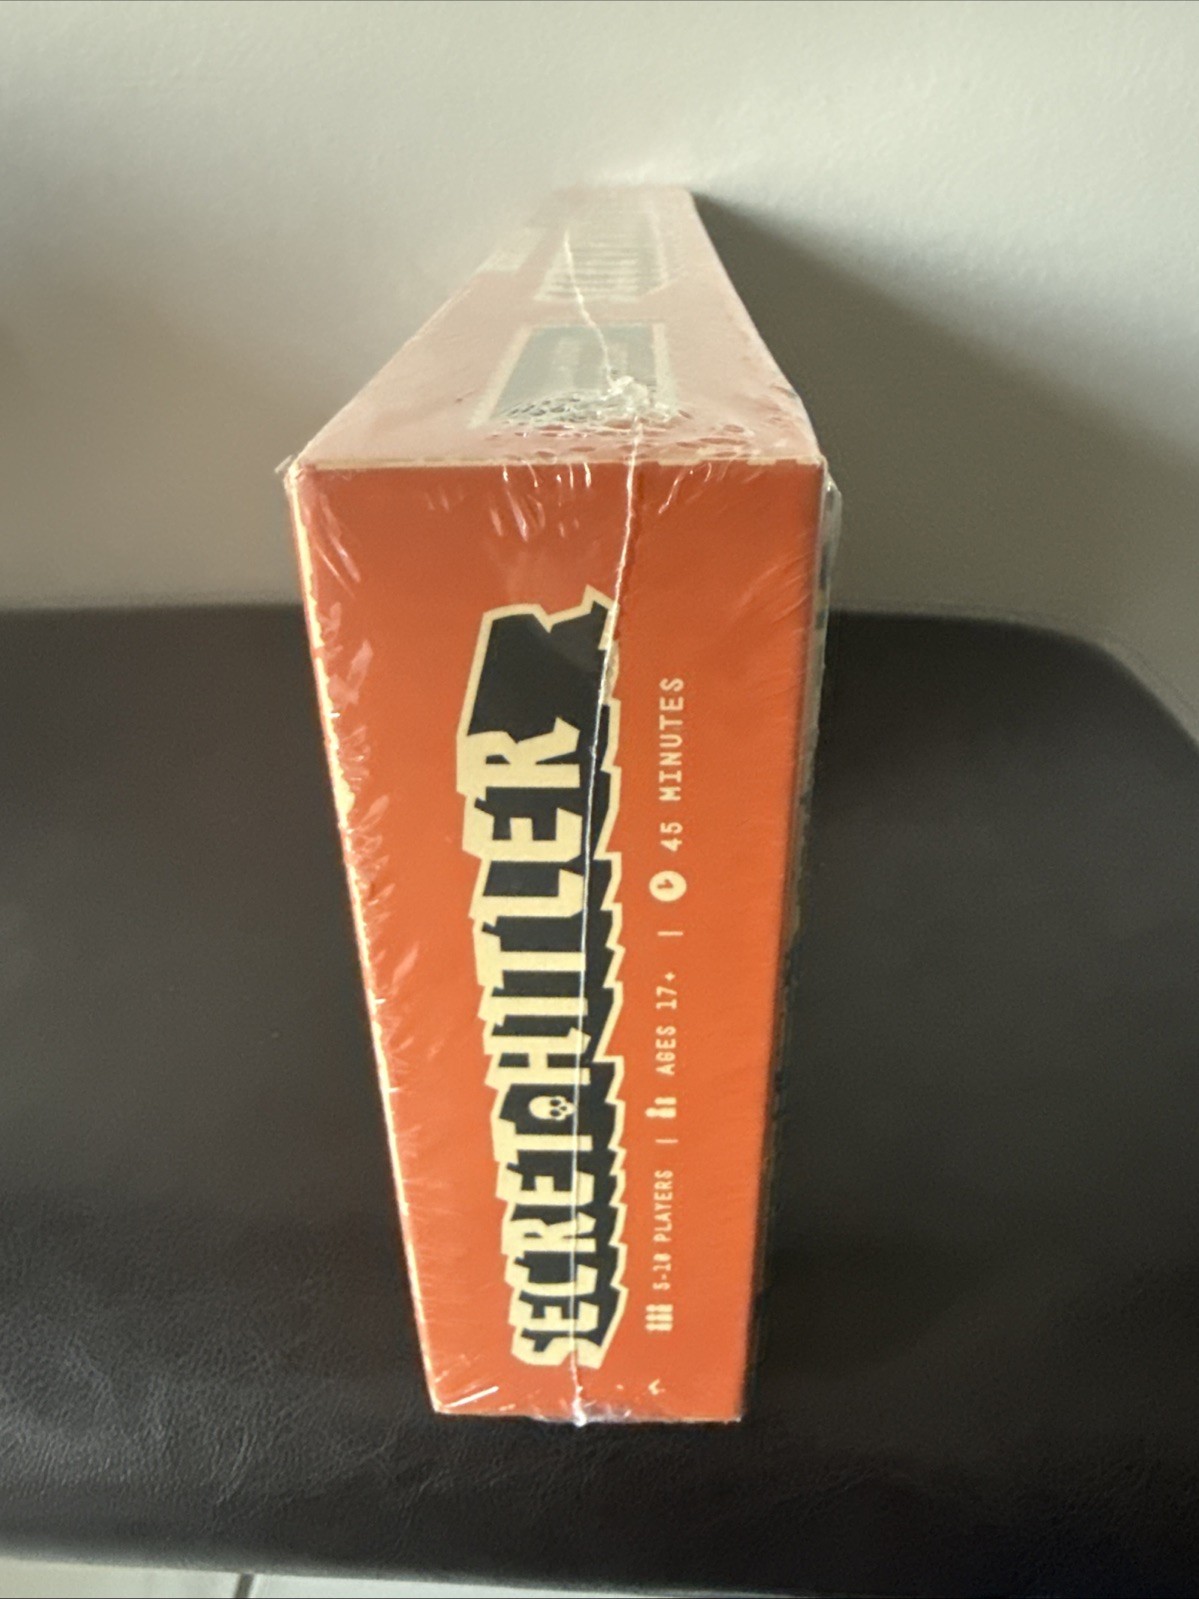 SECRET HITLER
5-10 PLAYERS | AGES 17+ | 45 MINUTES